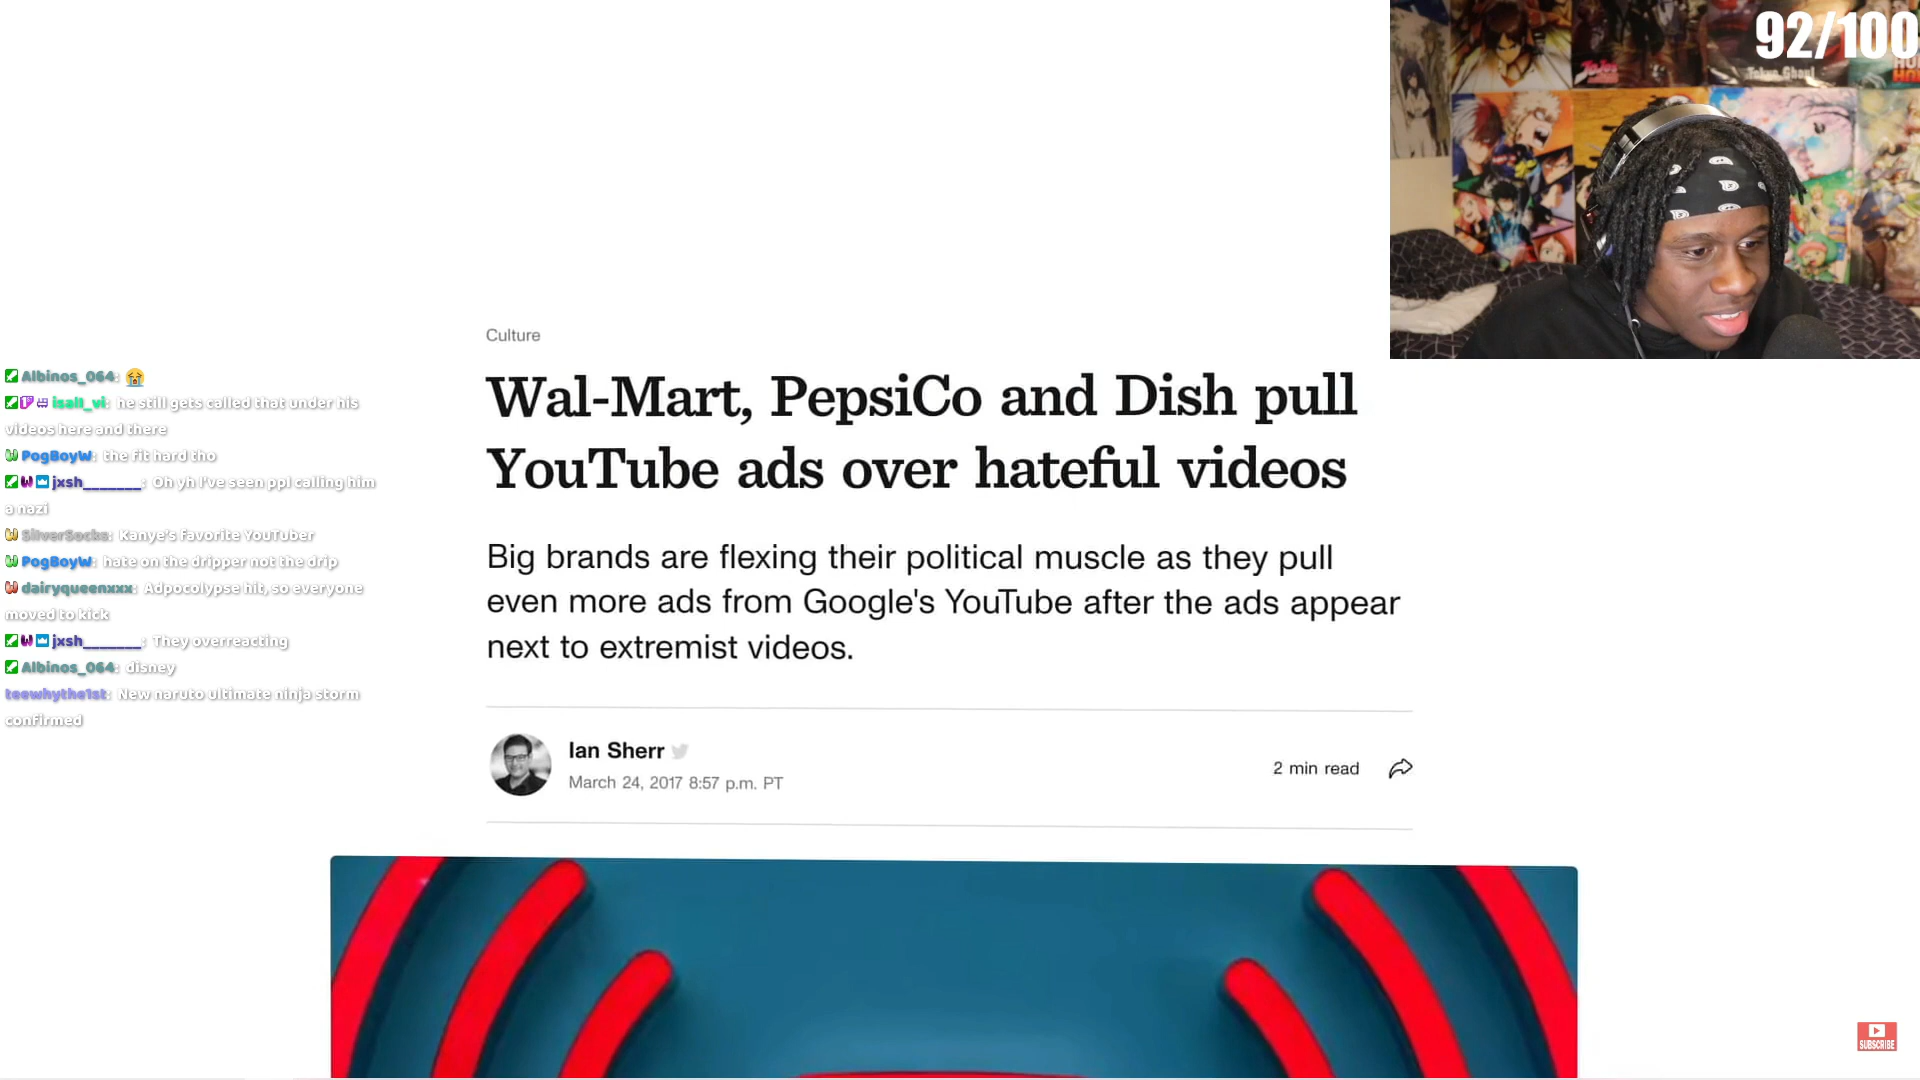 92/100
Tokyo Ghoul
Culture
Wal-Mart, PepsiCo and Dish pull
YouTube ads over hateful videos
Big brands are flexing their political muscle as they pull
even more ads from Google's YouTube after the ads appear
next to extremist videos.
Ian Sherr
March 24, 2017 8:57 p.m. PT
2 min read
Albinos_064: 😭
isall_vi: he still gets called that under his
videos here and there
PogBoyW: the fit hard tho
jxsh_______: Oh yh I've seen ppl calling him
a nazi
SilverSocks: Kanye's Favorite YouTuber
PogBoyW: hate on the dripper not the drip
dairyqueenxxx: Adpocolypse hit, so everyone
moved to kick
jxsh_______: They overreacting
Albinos_064: disney
teewhythe1st: New naruto ultimate ninja storm
confirmed
SUBSCRIBE